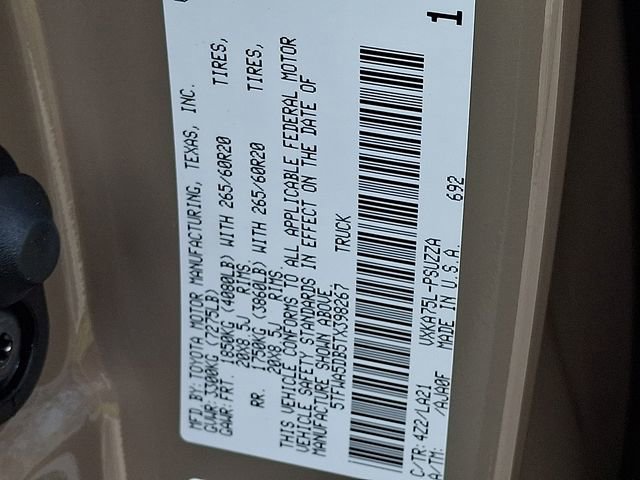 MFD BY: TOYOTA MOTOR MANUFACTURING, TEXAS, INC.
GVWR: 3300KG (7275LB)
GAWR: FRT. 1850KG (4080LB) WITH 265/60R20 TIRES,
20X8.5J RIMS
RR. 1750KG (3860LB) WITH 265/60R20 TIRES,
20X8.5J RIMS
THIS VEHICLE CONFORMS TO ALL APPLICABLE FEDERAL MOTOR
VEHICLE SAFETY STANDARDS IN EFFECT ON THE DATE OF
MANUFACTURE SHOWN ABOVE.
5TFWA5DB5TX398267 TRUCK
C/TR: 4Z2/LA21 VXKA75L-PSUZZA
A/TM: /AJA0F MADE IN U.S.A. 692
1